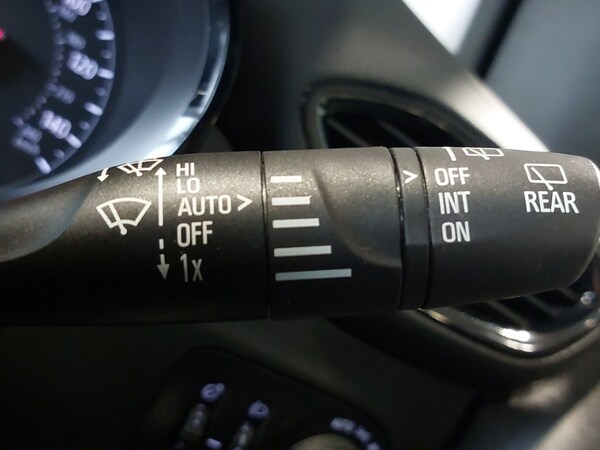 HI
LO
AUTO >
OFF
1x
>
OFF
INT
ON
REAR